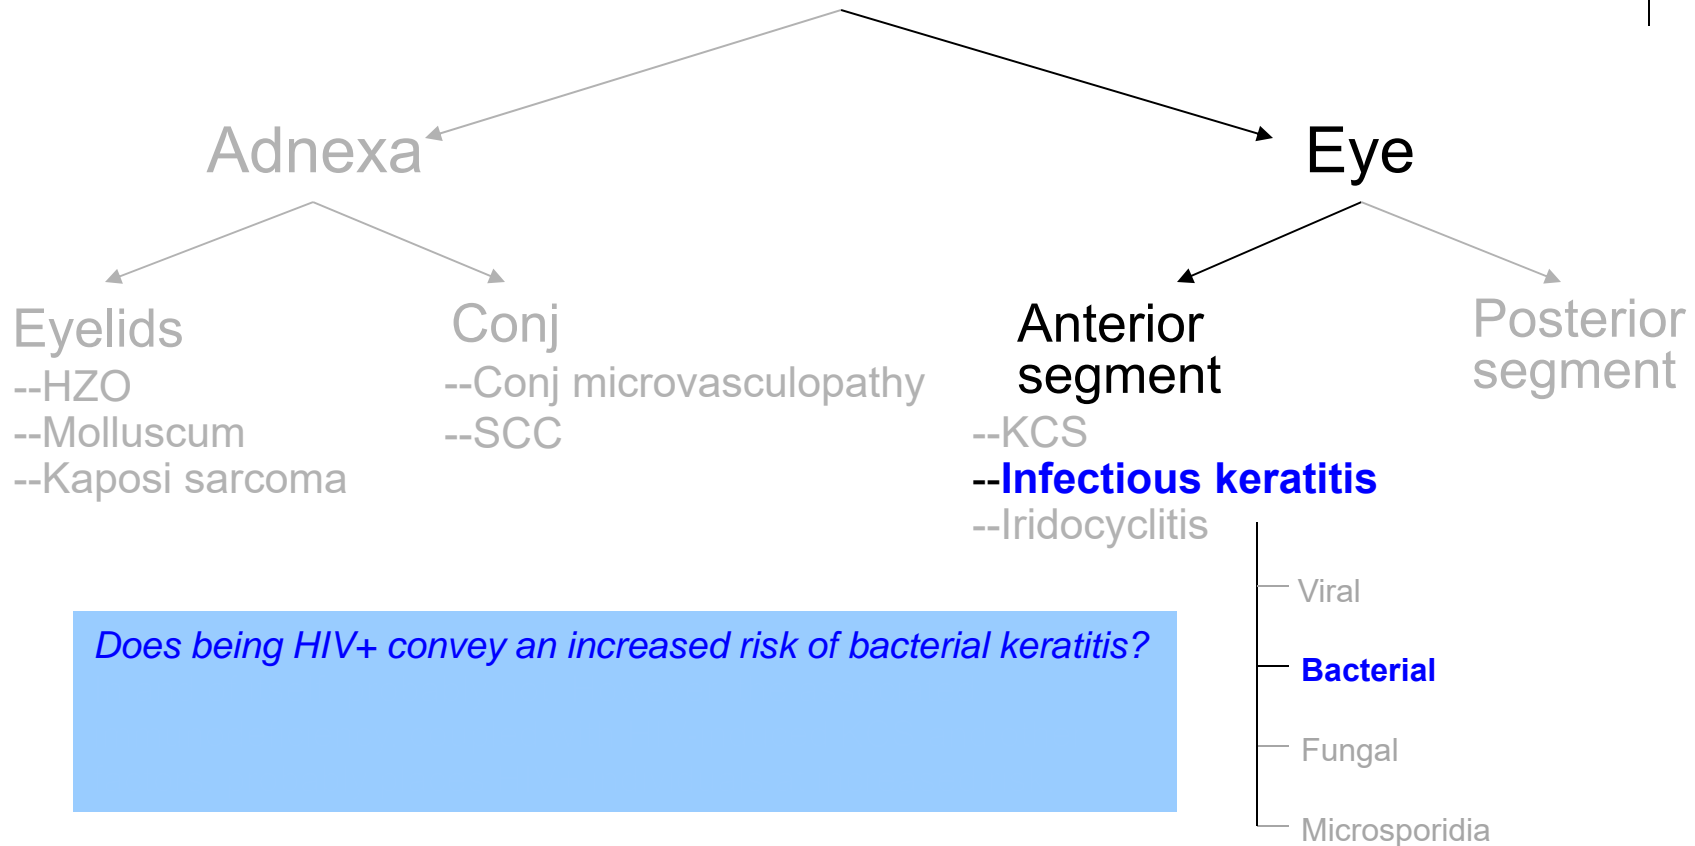 Adnexa
Eye
Eyelids
--HZO
--Molluscum
--Kaposi sarcoma
Conj
--Conj microvasculopathy
--SCC
Anterior
segment
--KCS
--Infectious keratitis
--Iridocyclitis
Posterior
segment
Viral
Bacterial
Fungal
Microsporidia
Does being HIV+ convey an increased risk of bacterial keratitis?